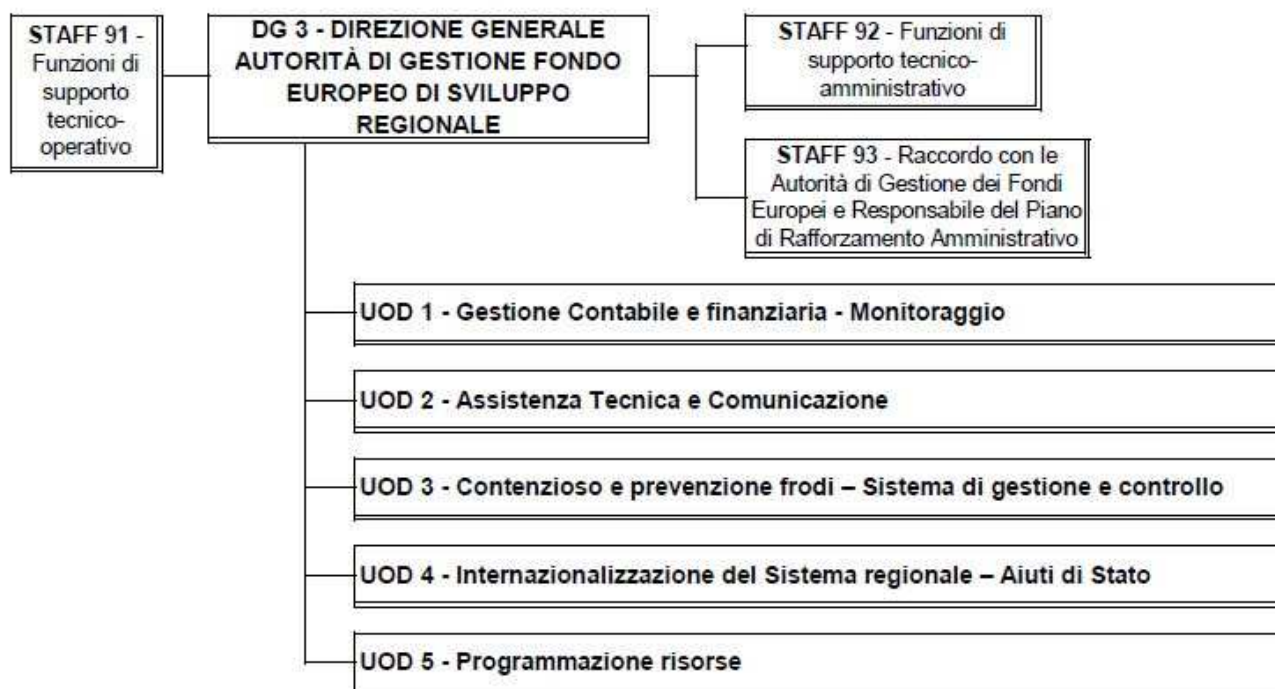 STAFF 91 -
Funzioni di
supporto
tecnico-
operativo
DG 3 - DIREZIONE GENERALE
AUTORITÀ DI GESTIONE FONDO
EUROPEO DI SVILUPPO
REGIONALE
STAFF 92 - Funzioni di
supporto tecnico-
amministrativo
STAFF 93 - Raccordo con le
Autorità di Gestione dei Fondi
Europei e Responsabile del Piano
di Rafforzamento Amministrativo
UOD 1 - Gestione Contabile e finanziaria - Monitoraggio
UOD 2 - Assistenza Tecnica e Comunicazione
UOD 3 - Contenzioso e prevenzione frodi – Sistema di gestione e controllo
UOD 4 - Internazionalizzazione del Sistema regionale – Aiuti di Stato
UOD 5 - Programmazione risorse